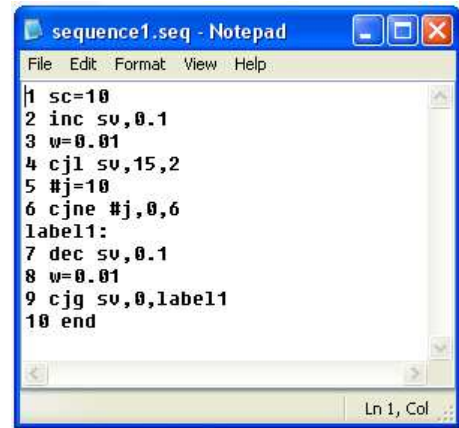 sequence1.seq - Notepad
File Edit Format View Help
1 sc=10
2 inc sv,0.1
3 w=0.01
4 cjl sv,15,2
5 #j=10
6 cjne #j,0,6
label1:
7 dec sv,0.1
8 w=0.01
9 cjg sv,0,label1
10 end
Ln 1, Col